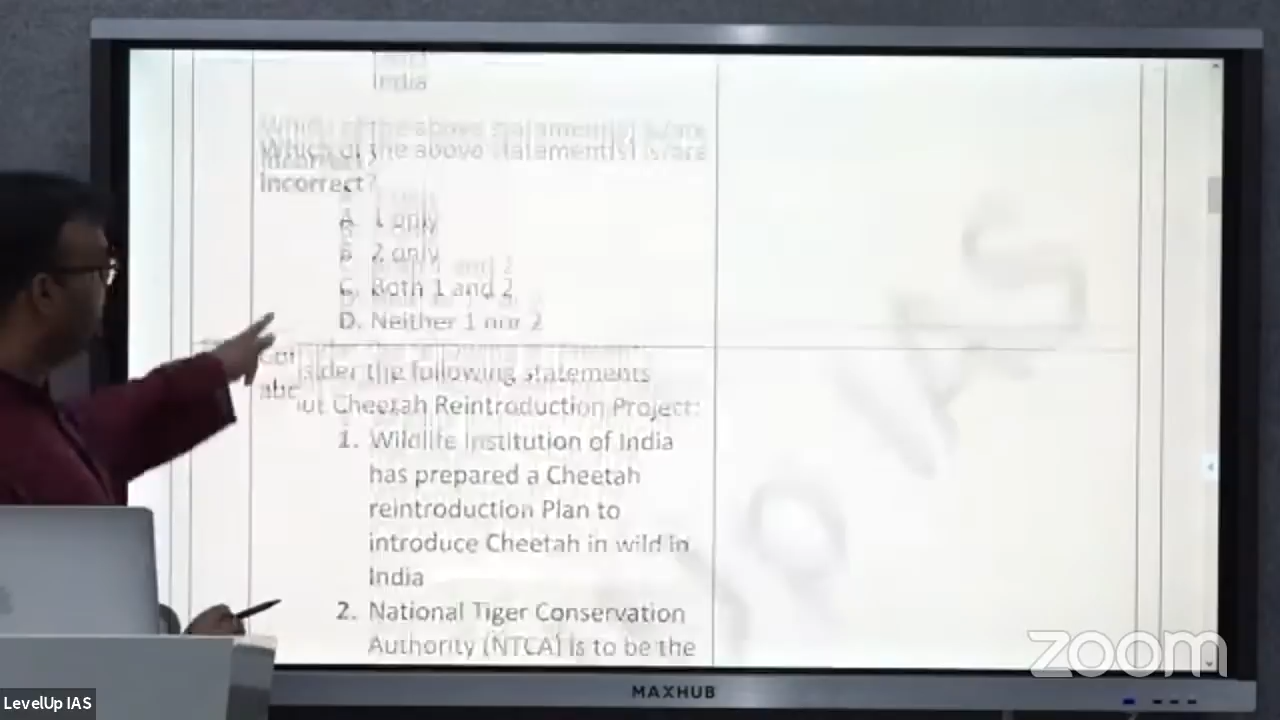 India
Which of the above statement(s) is/are
incorrect?
A. 1 only
B. 2 only
C. Both 1 and 2
D. Neither 1 nor 2
Consider the following statements
about Cheetah Reintroduction Project:
1. Wildlife Institution of India
has prepared a Cheetah
reintroduction Plan to
introduce Cheetah in wild in
India
2. National Tiger Conservation
Authority (NTCA) is to be the
MAXHUB
zoom
LevelUp IAS